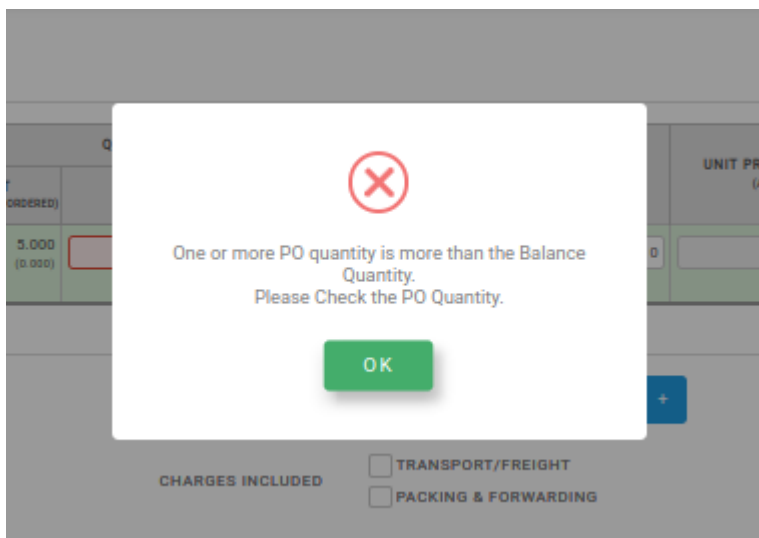 Q
UNIT PR
ORDERED)
5.000
(0.000)
0
One or more PO quantity is more than the Balance
Quantity.
Please Check the PO Quantity.
OK
+
CHARGES INCLUDED
TRANSPORT/FREIGHT
PACKING & FORWARDING